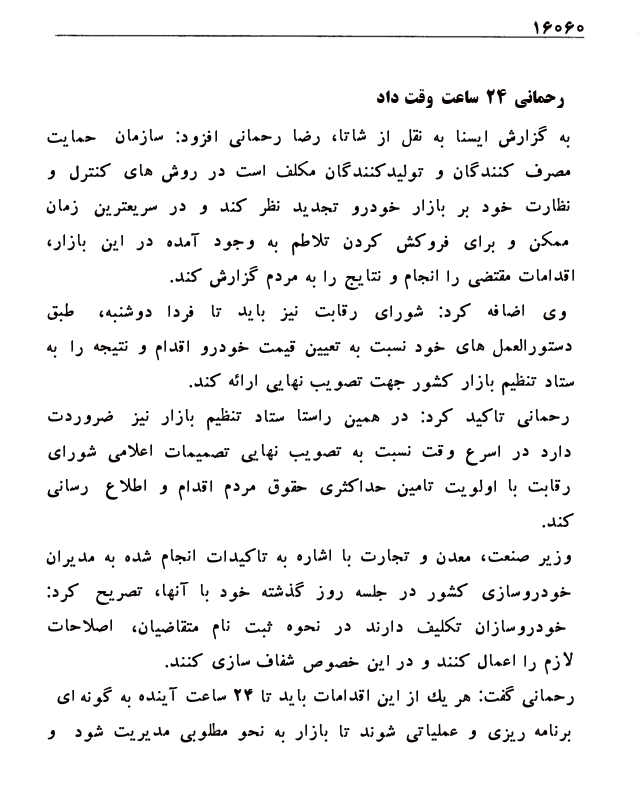 ۱۶۰۶۰
رحمانی ۲۴ ساعت وقت داد
به گزارش ایسنا به نقل از شاتا، رضا رحمانی افزود: سازمان حمایت
مصرف کنندگان و تولیدکنندگان مکلف است در روش های کنترل و
نظارت خود بر بازار خودرو تجدید نظر کند و در سریعترین زمان
ممکن و برای فروکش کردن تلاطم به وجود آمده در این بازار،
اقدامات مقتضی را انجام و نتایج را به مردم گزارش کند.
وی اضافه کرد: شورای رقابت نیز باید تا فردا دوشنبه، طبق
دستورالعمل های خود نسبت به تعیین قیمت خودرو اقدام و نتیجه را به
ستاد تنظیم بازار کشور جهت تصویب نهایی ارائه کند.
رحمانی تاکید کرد: در همین راستا ستاد تنظیم بازار نیز ضروردت
دارد در اسرع وقت نسبت به تصویب نهایی تصمیمات اعلامی شورای
رقابت با اولویت تامین حداکثری حقوق مردم اقدام و اطلاع رسانی
کند.
وزیر صنعت، معدن و تجارت با اشاره به تاکیدات انجام شده به مدیران
خودروسازی کشور در جلسه روز گذشته خود با آنها، تصریح کرد:
خودروسازان تکلیف دارند در نحوه ثبت نام متقاضیان، اصلاحات
لازم را اعمال کنند و در این خصوص شفاف سازی کنند.
رحمانی گفت: هر یك از این اقدامات باید تا ۲۴ ساعت آینده به گونه ای
برنامه ریزی و عملیاتی شوند تا بازار به نحو مطلوبی مدیریت شود و